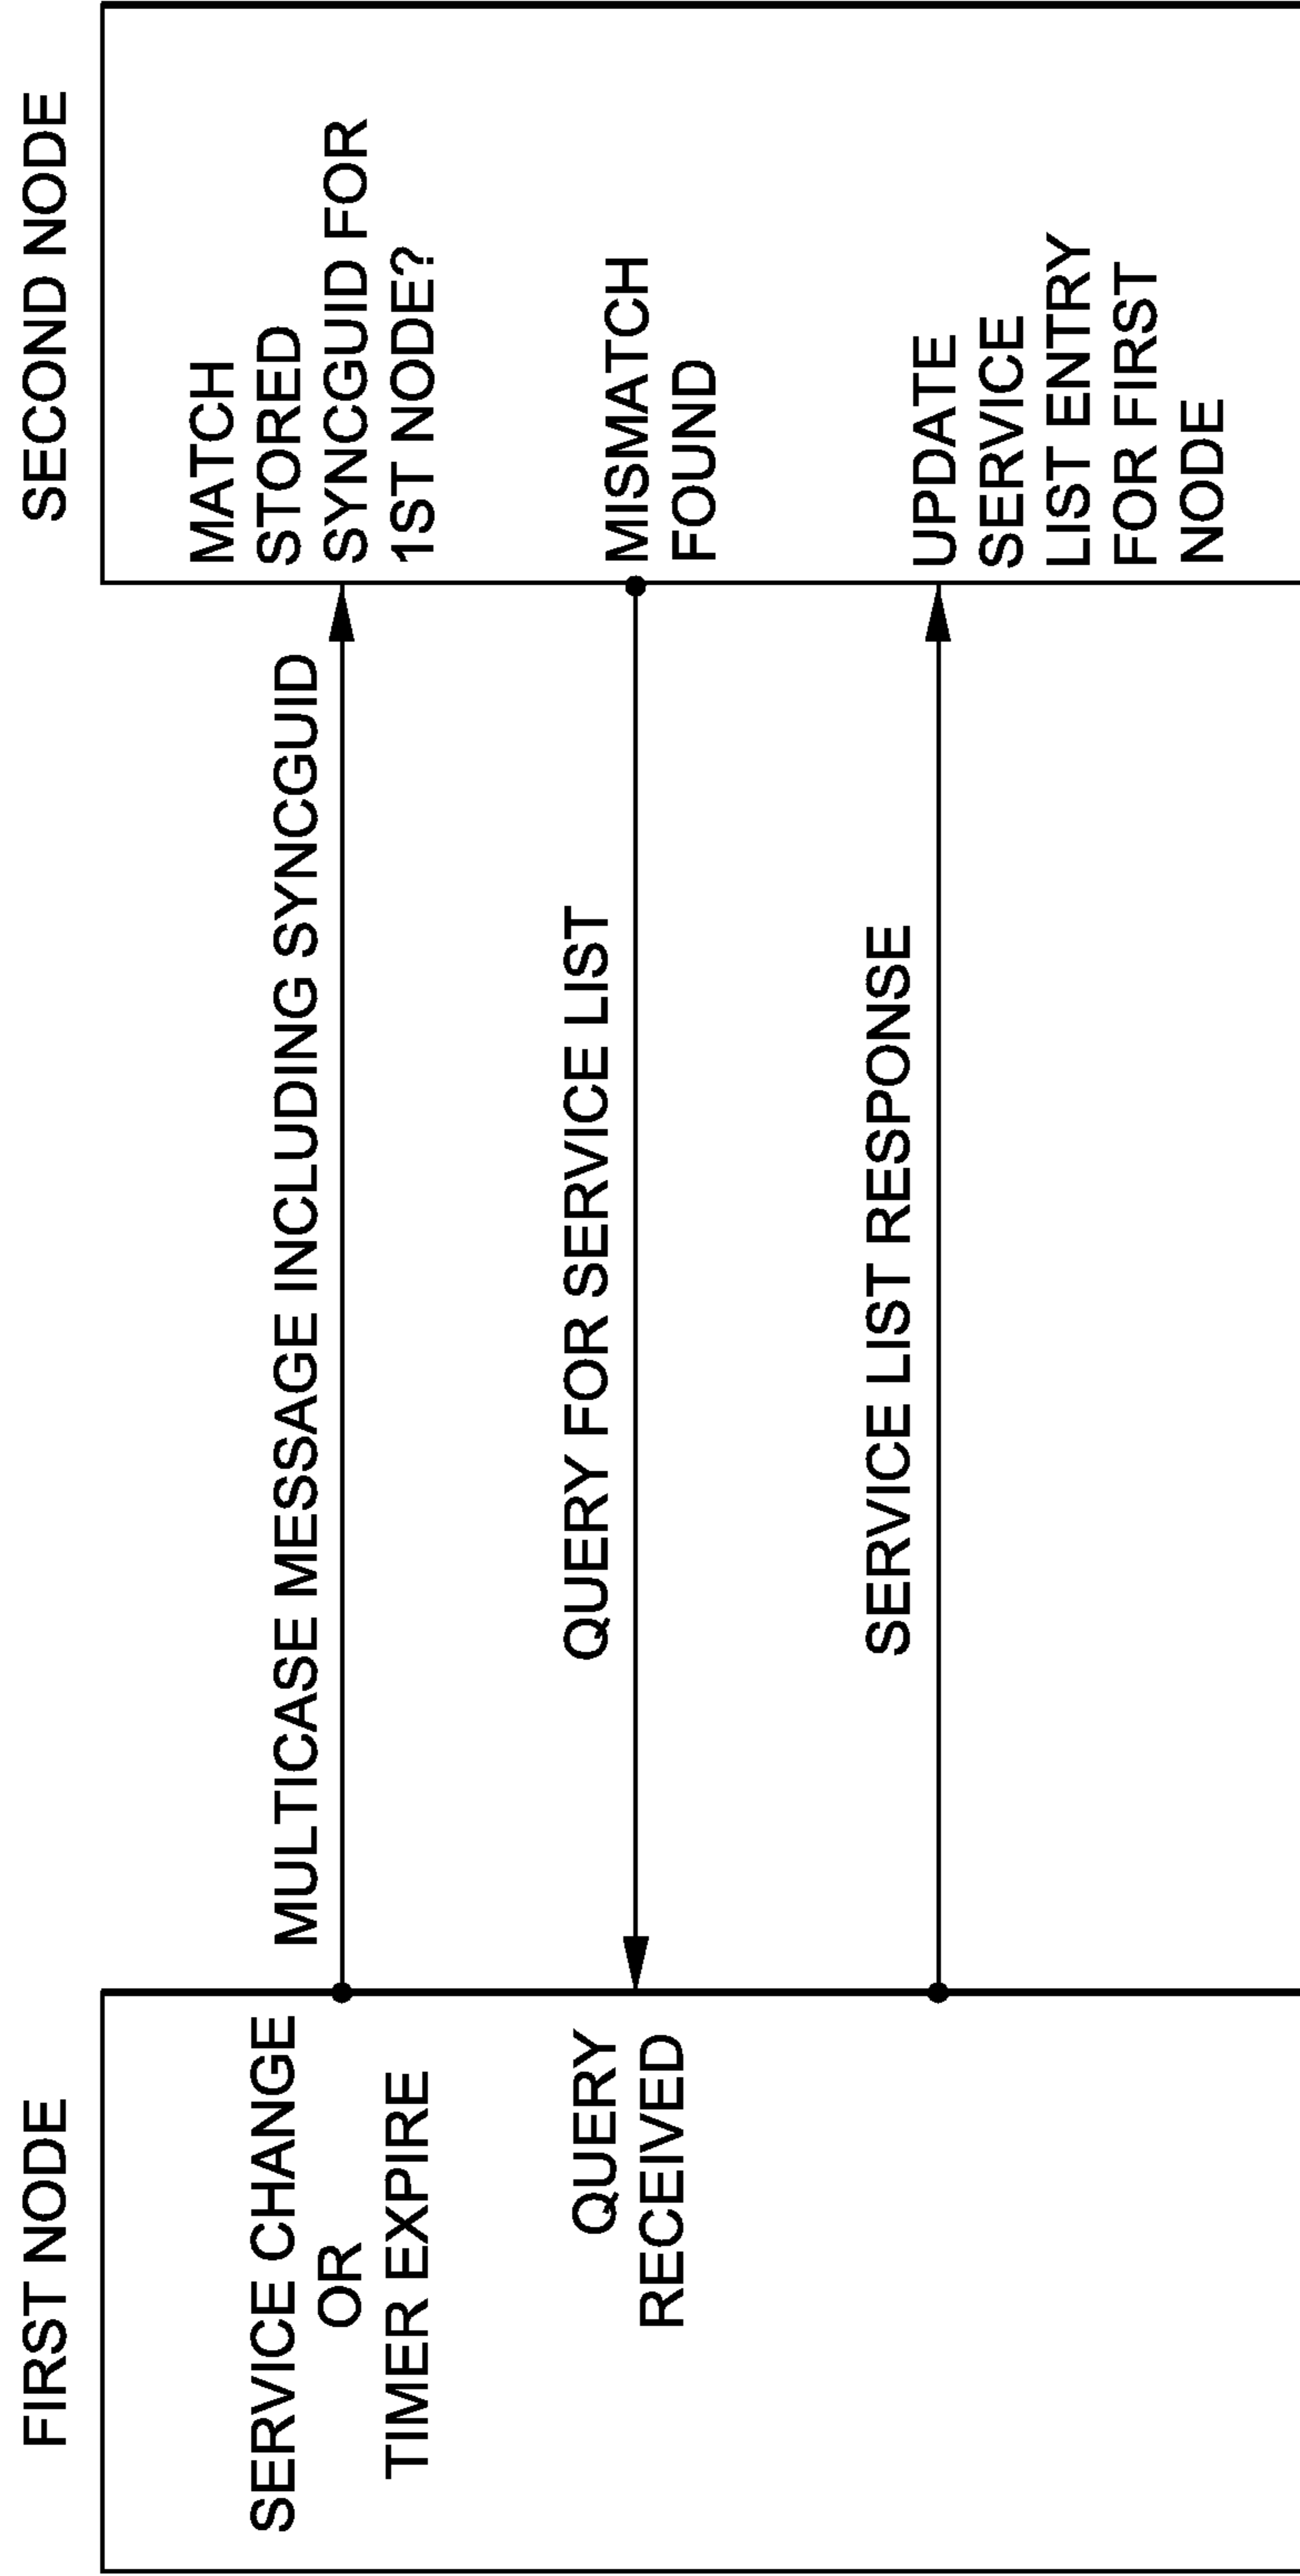 FIRST NODE
SECOND NODE
SERVICE CHANGE
OR
TIMER EXPIRE
MULTICASE MESSAGE INCLUDING SYNCGUID
MATCH
STORED
SYNCGUID FOR
1ST NODE?
QUERY
RECEIVED
QUERY FOR SERVICE LIST
MISMATCH
FOUND
SERVICE LIST RESPONSE
UPDATE
SERVICE
LIST ENTRY
FOR FIRST
NODE